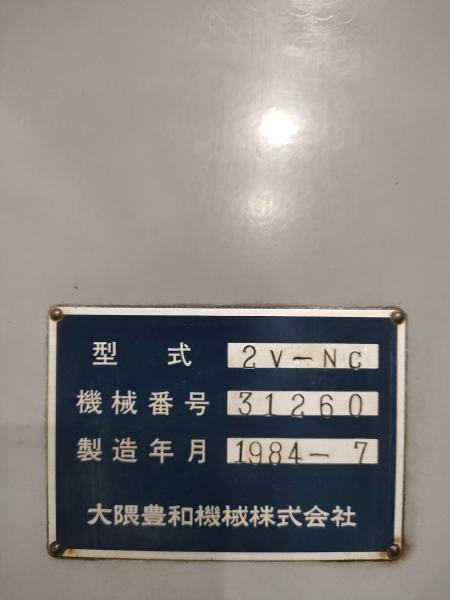 型式 2V-NC
機械番号 31260
製造年月 1984-7
大隈豊和機械株式会社